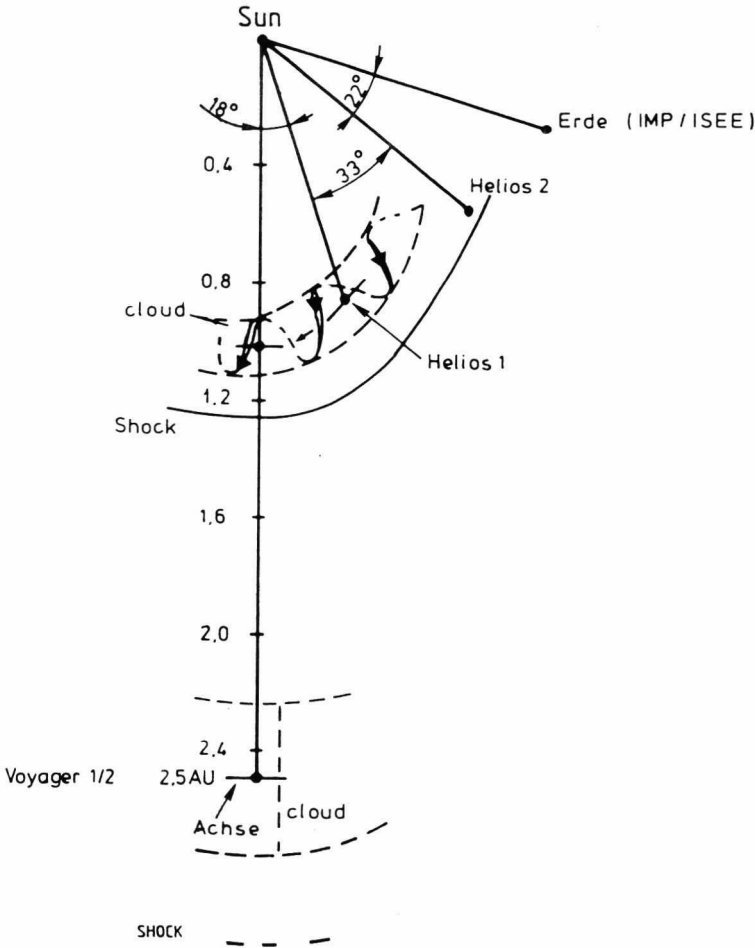 Sun
18°
22°
Erde (IMP/ISEE)
0,4
33°
Helios 2
0,8
cloud
Helios 1
1,2
Shock
1,6
2,0
2,4
Voyager 1/2 2,5AU
cloud
Achse
SHOCK